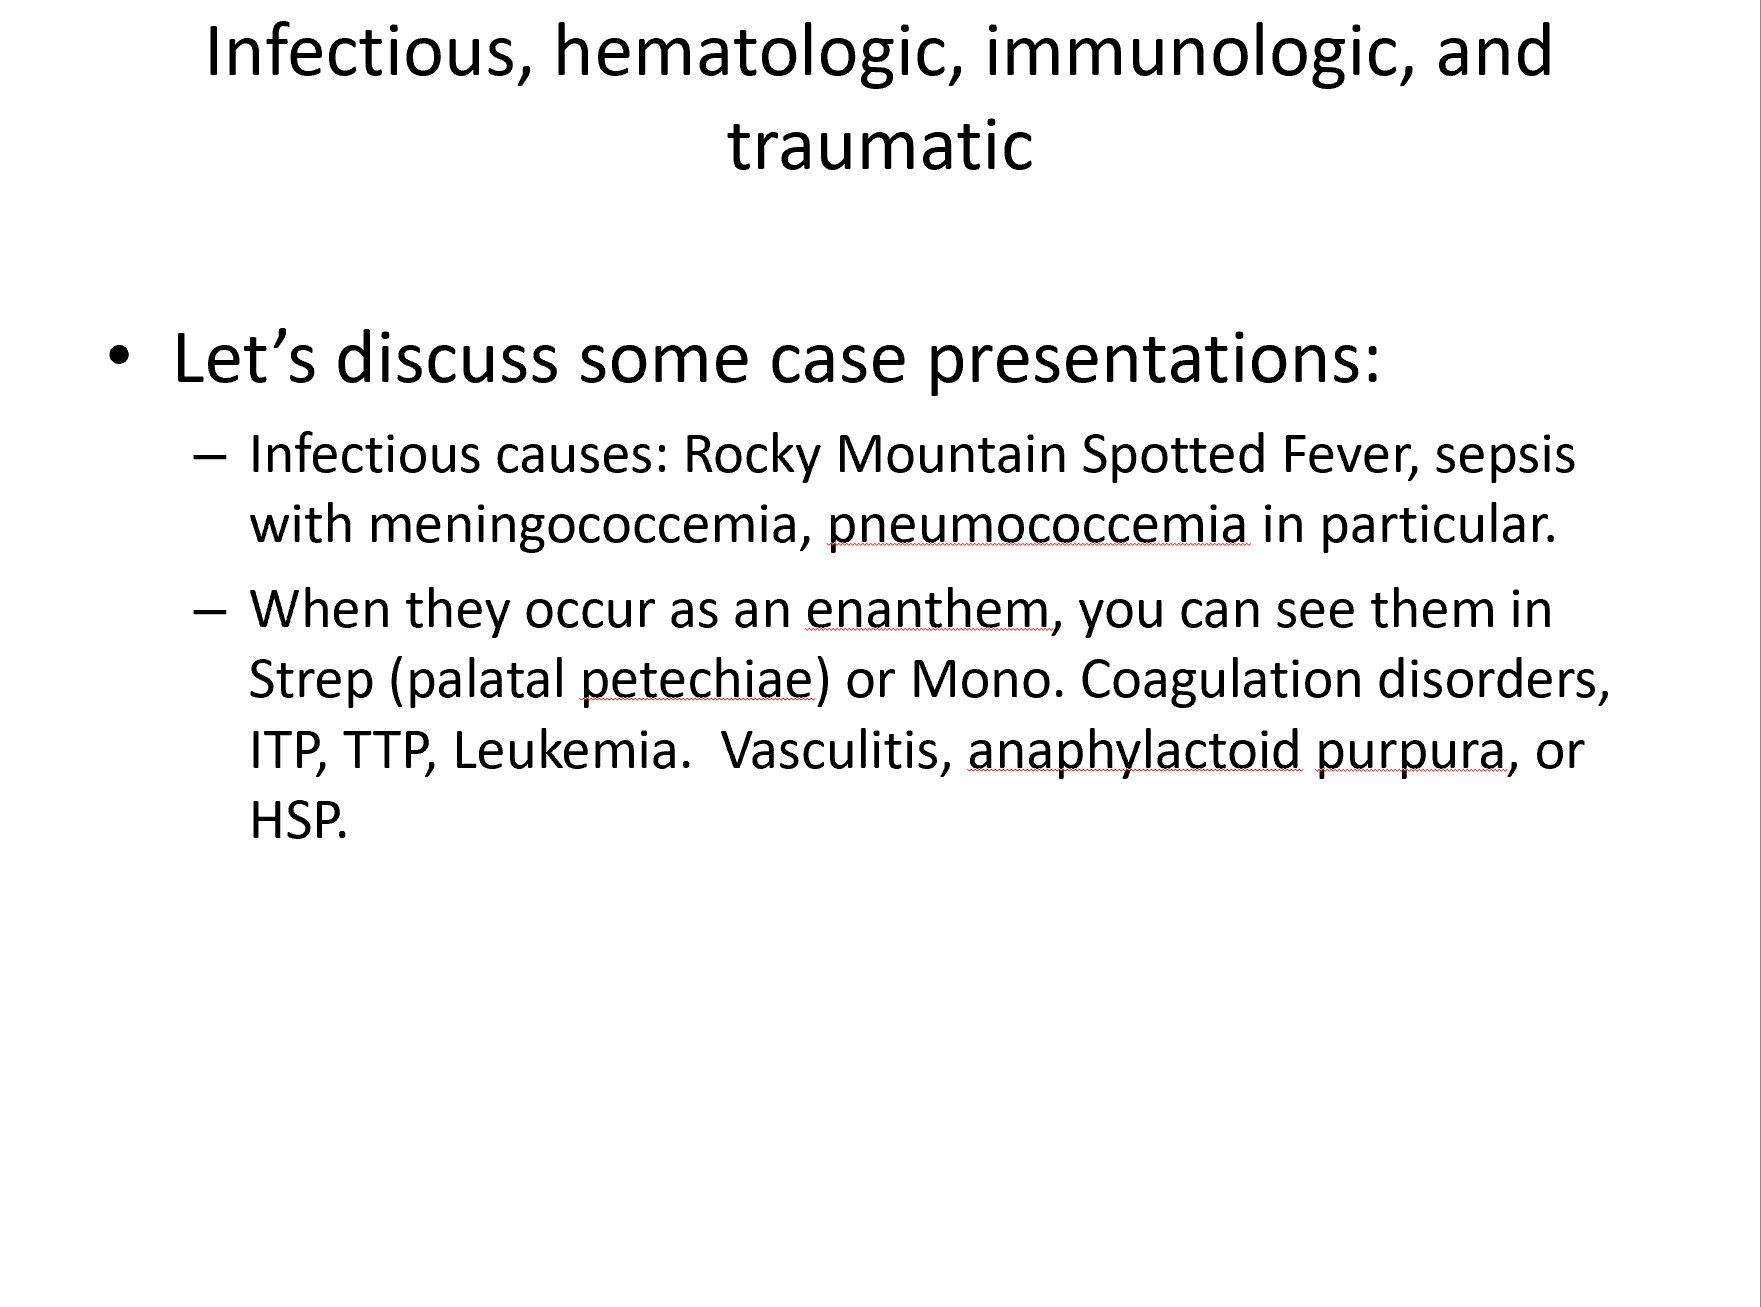 Infectious, hematologic, immunologic, and
traumatic
• Let’s discuss some case presentations:
– Infectious causes: Rocky Mountain Spotted Fever, sepsis
with meningococcemia, pneumococcemia in particular.
– When they occur as an enanthem, you can see them in
Strep (palatal petechiae) or Mono. Coagulation disorders,
ITP, TTP, Leukemia.  Vasculitis, anaphylactoid purpura, or
HSP.